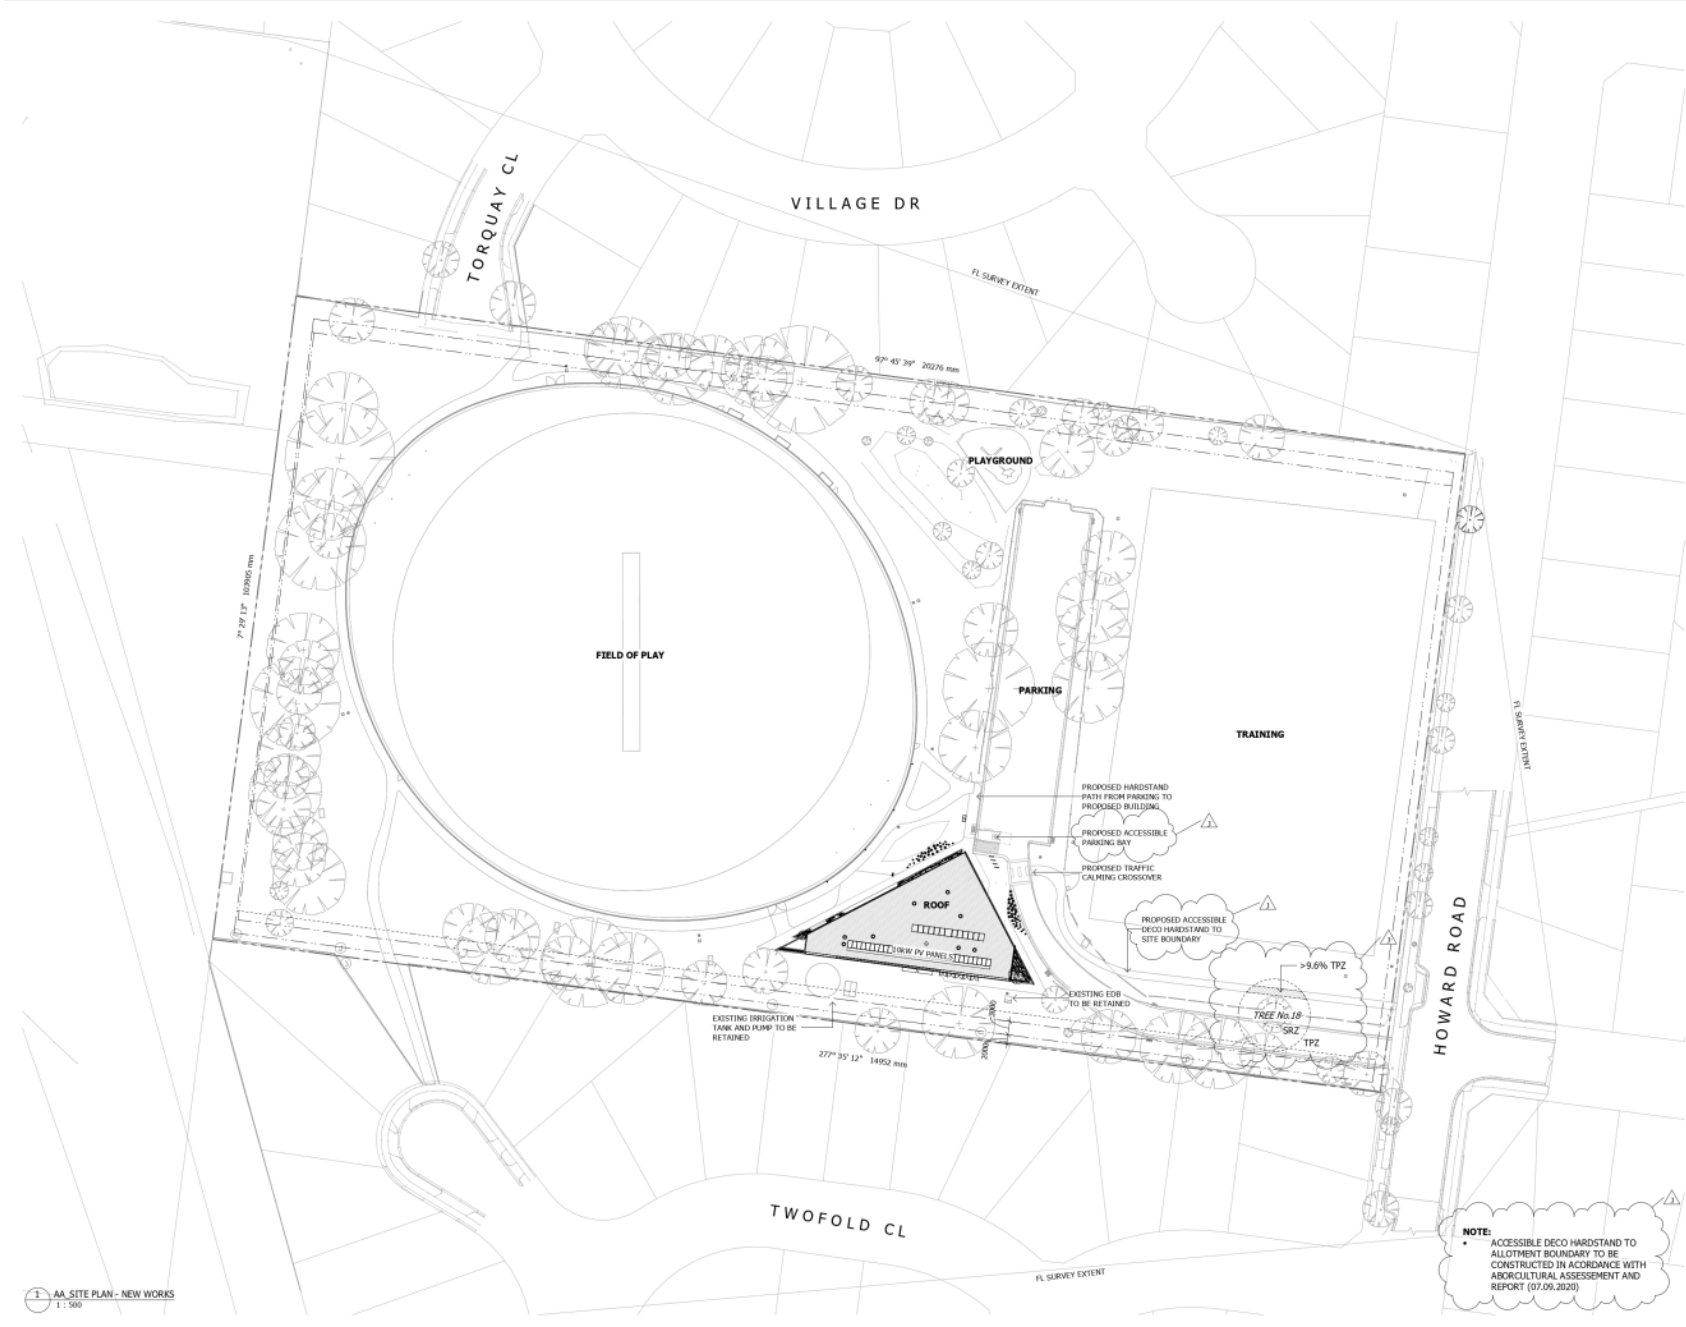 TORQUAY CL
VILLAGE DR
FL SURVEY EXTENT
97° 45' 39" 20276 mm
PLAYGROUND
7° 29' 13" 103905 mm
FIELD OF PLAY
PARKING
TRAINING
FL SURVEY EXTENT
PROPOSED HARDSTAND
PATH FROM PARKING TO
PROPOSED BUILDING
PROPOSED ACCESSIBLE
PARKING BAY
PROPOSED TRAFFIC
CALMING CROSSOVER
ROOF
10kW PV PANELS
PROPOSED ACCESSIBLE
DECO HARDSTAND TO
SITE BOUNDARY
>9.6% TPZ
TREE No.18
SRZ
TPZ
HOWARD ROAD
EXISTING EDB
TO BE RETAINED
EXISTING IRRIGATION
TANK AND PUMP TO BE
RETAINED
3000
2000
277° 35' 12" 14952 mm
TWOFOLD CL
FL SURVEY EXTENT
NOTE:
• ACCESSIBLE DECO HARDSTAND TO
ALLOTMENT BOUNDARY TO BE
CONSTRUCTED IN ACORDANCE WITH
ABORCULTURAL ASSESSEMENT AND
REPORT (07.09.2020)
1 AA_SITE PLAN - NEW WORKS
1 : 500